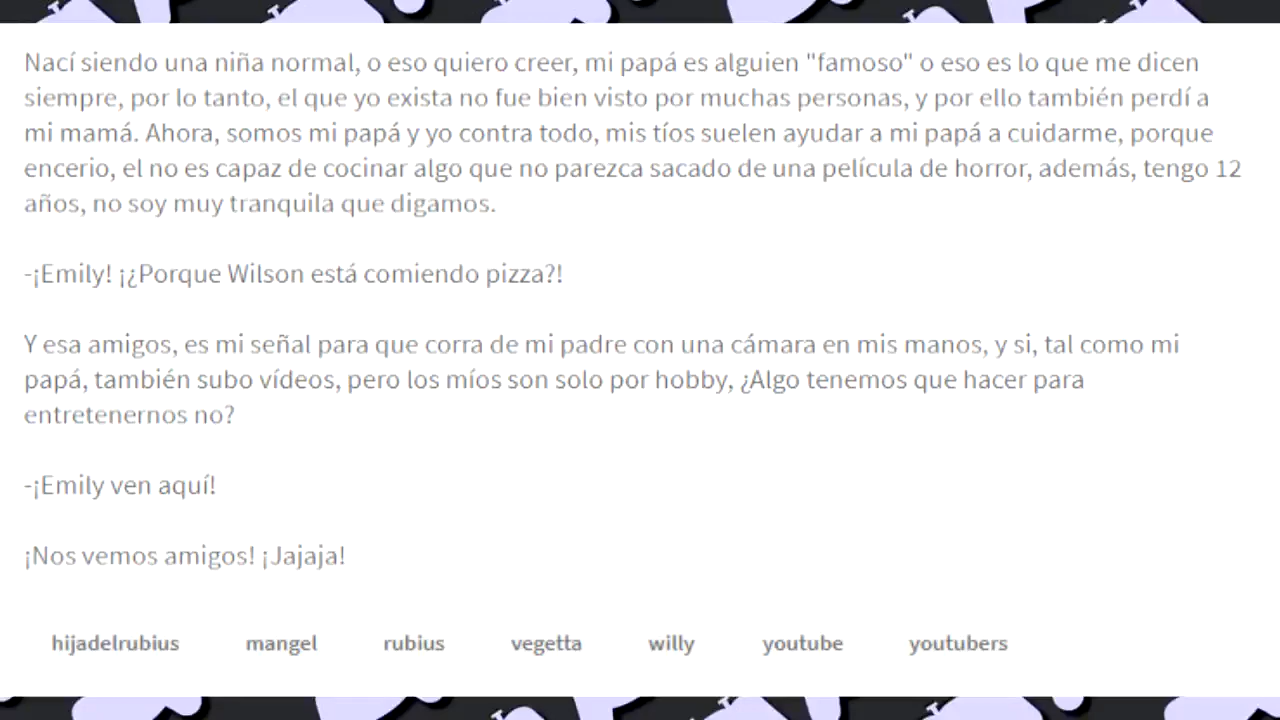 Nací siendo una niña normal, o eso quiero creer, mi papá es alguien "famoso" o eso es lo que me dicen
siempre, por lo tanto, el que yo exista no fue bien visto por muchas personas, y por ello también perdí a
mi mamá. Ahora, somos mi papá y yo contra todo, mis tíos suelen ayudar a mi papá a cuidarme, porque
encerio, el no es capaz de cocinar algo que no parezca sacado de una película de horror, además, tengo 12
años, no soy muy tranquila que digamos.
-¡Emily! ¡¿Porque Wilson está comiendo pizza?!
Y esa amigos, es mi señal para que corra de mi padre con una cámara en mis manos, y si, tal como mi
papá, también subo vídeos, pero los míos son solo por hobby, ¿Algo tenemos que hacer para
entretenernos no?
-¡Emily ven aquí!
¡Nos vemos amigos! ¡Jajaja!
hijadelrubius mangel rubius vegetta willy youtube youtubers